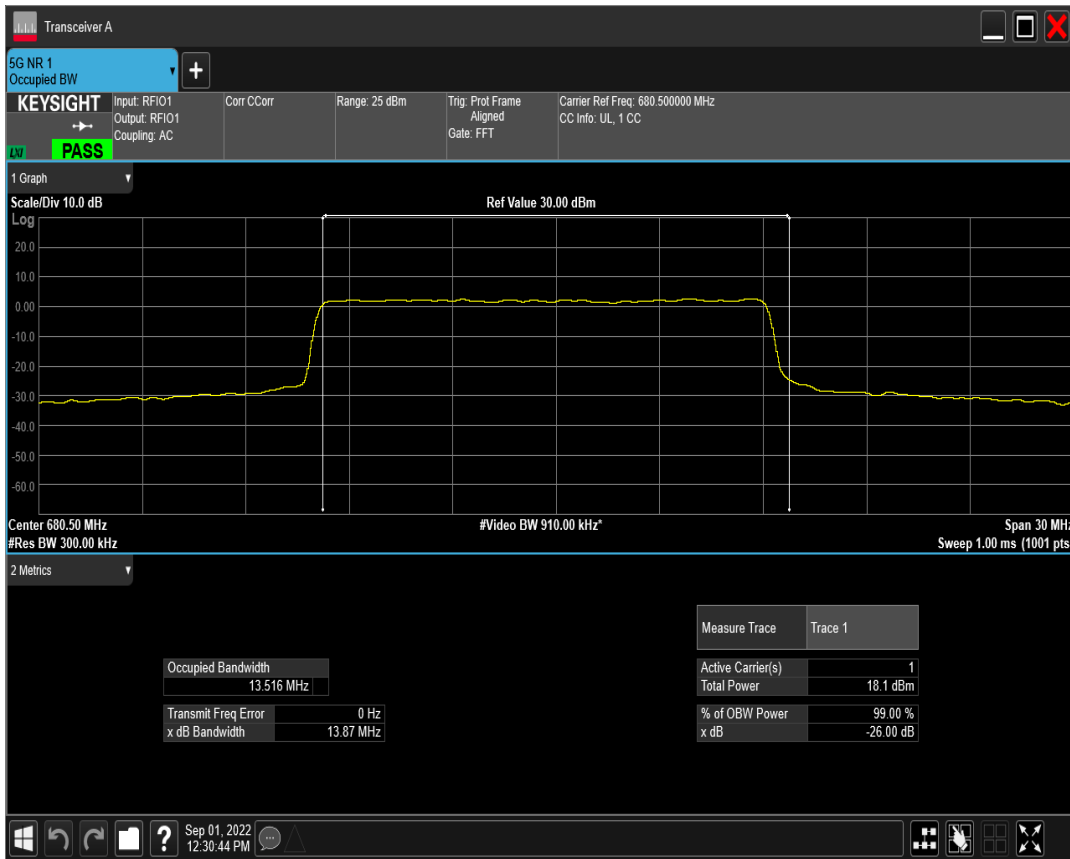 Transceiver A
5G NR 1
Occupied BW
+
KEYSIGHT
LXI
PASS
Input: RFIO1
Output: RFIO1
Coupling: AC
Corr CCorr
Range: 25 dBm
Trig: Prot Frame
Aligned
Gate: FFT
Carrier Ref Freq: 680.500000 MHz
CC Info: UL, 1 CC
1 Graph
Scale/Div 10.0 dB
Ref Value 30.00 dBm
Log
20.0
10.0
0.00
-10.0
-20.0
-30.0
-40.0
-50.0
-60.0
Center 680.50 MHz
#Video BW 910.00 kHz*
Span 30 MHz
#Res BW 300.00 kHz
Sweep 1.00 ms (1001 pts
2 Metrics
Measure Trace Trace 1
Occupied Bandwidth
13.516 MHz
Active Carrier(s) 1
Total Power 18.1 dBm
Transmit Freq Error 0 Hz
x dB Bandwidth 13.87 MHz
% of OBW Power 99.00 %
x dB -26.00 dB
?
Sep 01, 2022
12:30:44 PM